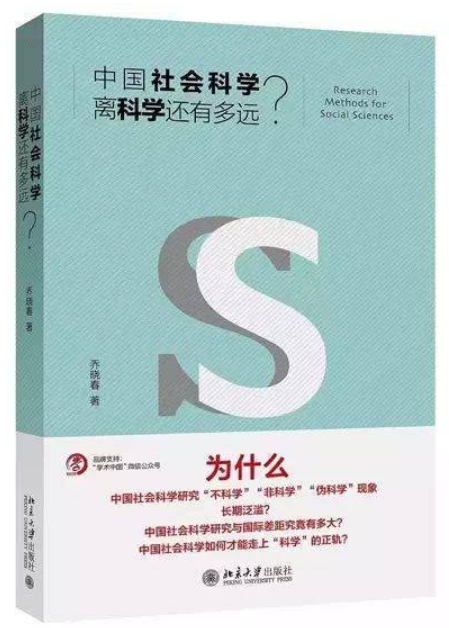 中国社会科学
离科学还有多远？
Research
Methods for
Social Sciences
SS
乔晓春 著
品牌支持：
“学术中国”微信公众号
为什么
中国社会科学研究“不科学”“非科学”“伪科学”现象
长期泛滥？
中国社会科学研究与国际差距究竟有多大？
中国社会科学如何才能走上“科学”的正轨？
北京大学出版社
PEKING UNIVERSITY PRESS
中国社会科学
离科学还有多远？
乔晓春 著
北京大学出版社